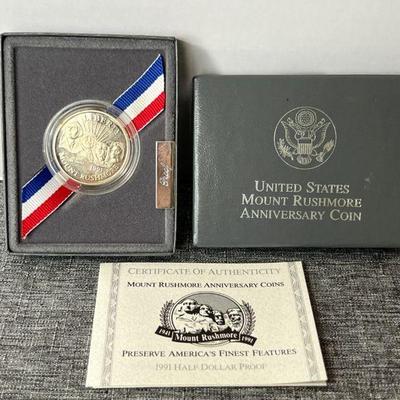 LIBERTY
MOUNT RUSHMORE
Proof
UNITED STATES
MOUNT RUSHMORE
ANNIVERSARY COIN
CERTIFICATE OF AUTHENTICITY
MOUNT RUSHMORE ANNIVERSARY COINS
1941 Mount Rushmore 1991
PRESERVE AMERICA'S FINEST FEATURES
1991 HALF DOLLAR PROOF